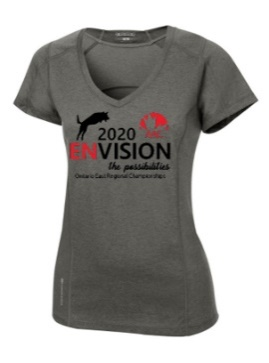 2020
ENVISION
the possibilities
Ontario East Regional Championships